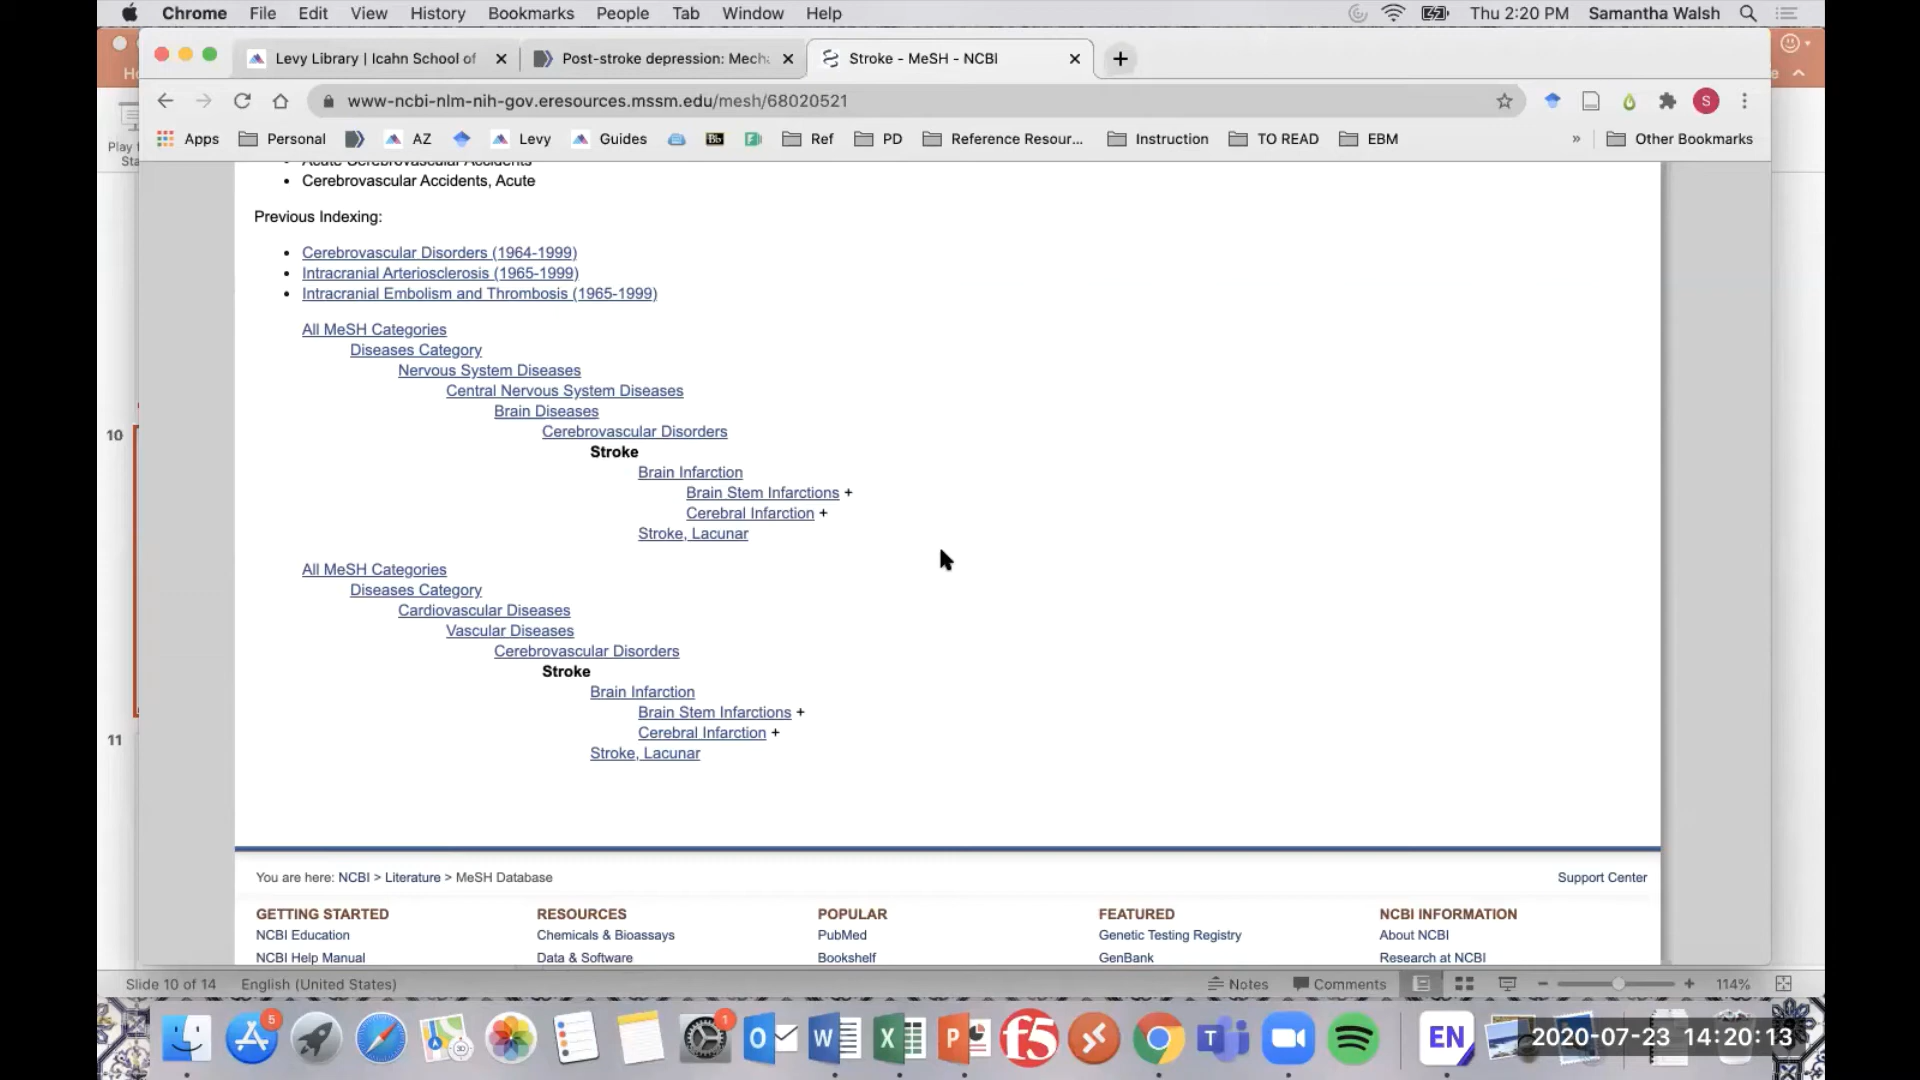 Chrome File Edit View History Bookmarks People Tab Window Help Thu 2:20 PM Samantha Walsh
Levy Library | Icahn School of Post-stroke depression: Mech Stroke - MeSH - NCBI
www-ncbi-nlm-nih-gov.eresources.mssm.edu/mesh/68020521 S
Apps Personal AZ Levy Guides Bb Ref PD Reference Resour... Instruction TO READ EBM » Other Bookmarks
Play f
Sta
Acute Cerebrovascular Accidents
• Cerebrovascular Accidents, Acute
Previous Indexing:
• Cerebrovascular Disorders (1964-1999)
• Intracranial Arteriosclerosis (1965-1999)
• Intracranial Embolism and Thrombosis (1965-1999)
All MeSH Categories
Diseases Category
Nervous System Diseases
Central Nervous System Diseases
Brain Diseases
Cerebrovascular Disorders
Stroke
Brain Infarction
Brain Stem Infarctions +
Cerebral Infarction +
Stroke, Lacunar
All MeSH Categories
Diseases Category
Cardiovascular Diseases
Vascular Diseases
Cerebrovascular Disorders
Stroke
Brain Infarction
Brain Stem Infarctions +
Cerebral Infarction +
Stroke, Lacunar
10
11
You are here: NCBI > Literature > MeSH Database Support Center
GETTING STARTED RESOURCES POPULAR FEATURED NCBI INFORMATION
NCBI Education Chemicals & Bioassays PubMed Genetic Testing Registry About NCBI
NCBI Help Manual Data & Software Bookshelf GenBank Research at NCBI
Slide 10 of 14 English (United States) Notes Comments 114%
5 1 O W X P f5 T EN
2020-07-23 14:20:13